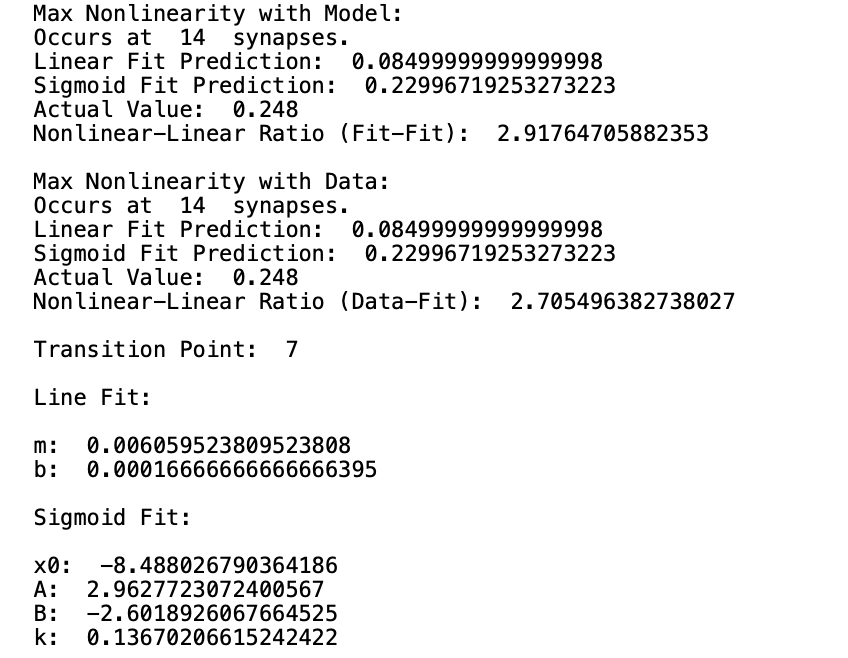 Max Nonlinearity with Model:
Occurs at  14  synapses.
Linear Fit Prediction:  0.08499999999999998
Sigmoid Fit Prediction:  0.22996719253273223
Actual Value:  0.248
Nonlinear-Linear Ratio (Fit-Fit):  2.91764705882353
Max Nonlinearity with Data:
Occurs at  14  synapses.
Linear Fit Prediction:  0.08499999999999998
Sigmoid Fit Prediction:  0.22996719253273223
Actual Value:  0.248
Nonlinear-Linear Ratio (Data-Fit):  2.705496382738027
Transition Point:  7
Line Fit:
m:  0.006059523809523808
b:  0.00016666666666666395
Sigmoid Fit:
x0:  -8.488026790364186
A:  2.9627723072400567
B:  -2.6018926067664525
k:  0.13670206615242422